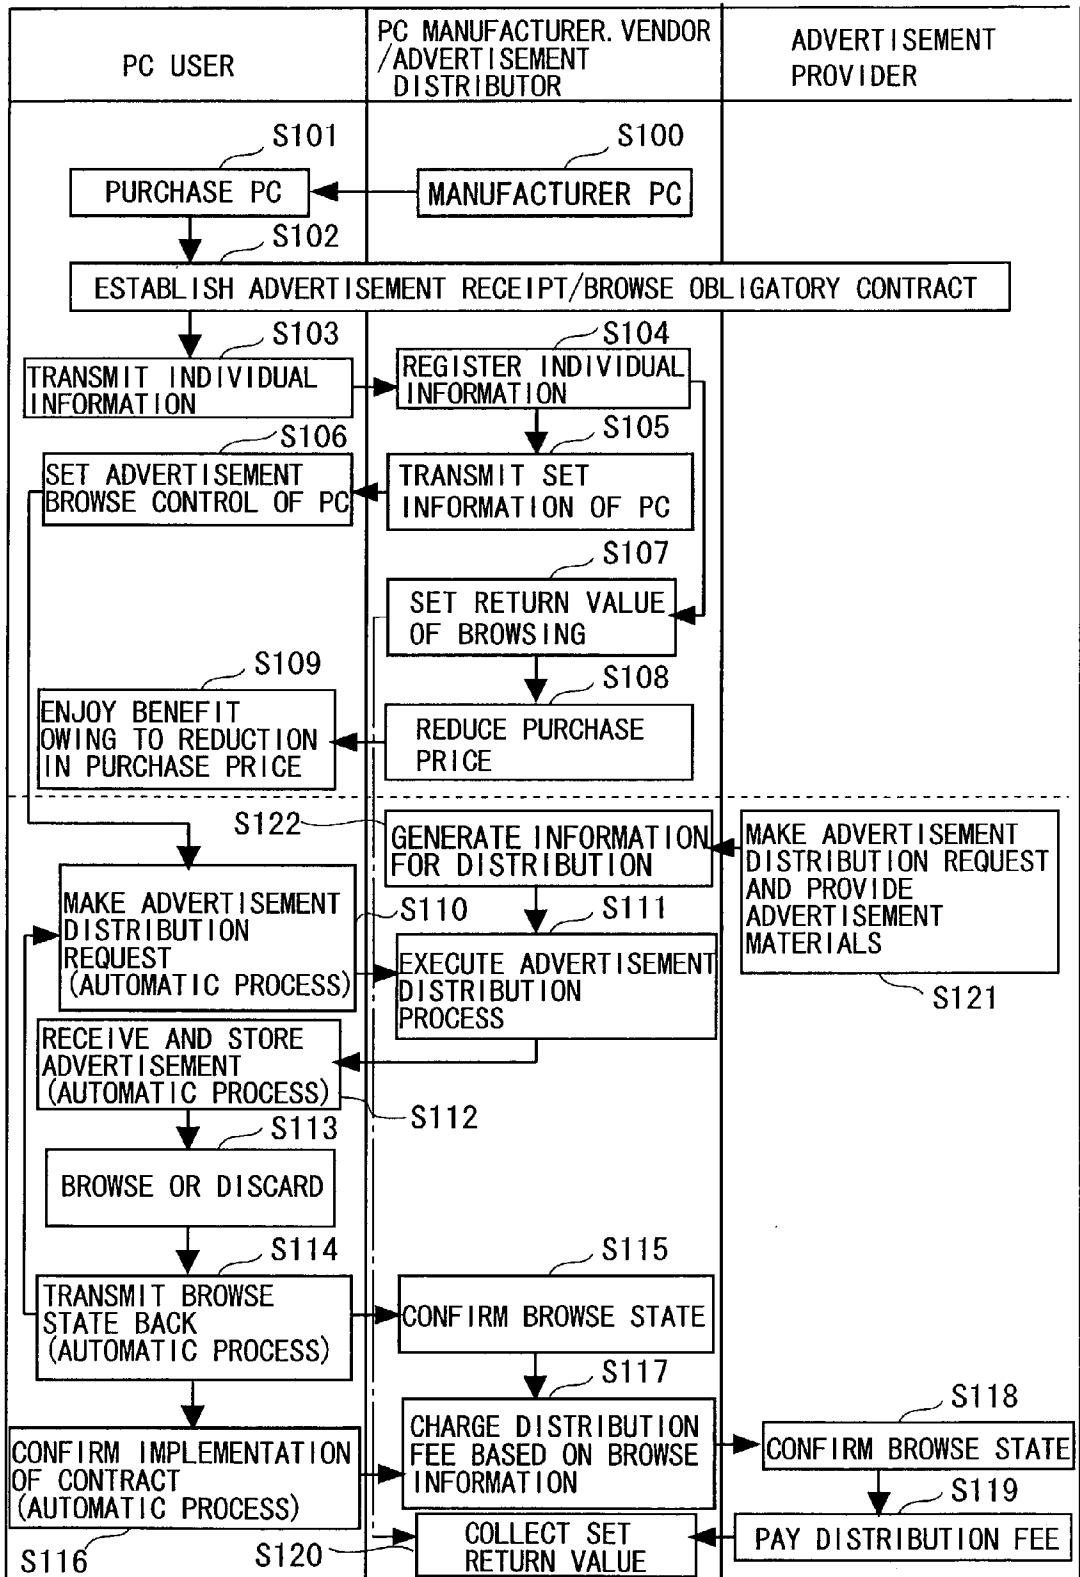 PC USER
PC MANUFACTURER. VENDOR
/ADVERTISEMENT
DISTRIBUTOR
ADVERTISEMENT
PROVIDER
S101
S100
PURCHASE PC
MANUFACTURER PC
S102
ESTABLISH ADVERTISEMENT RECEIPT/BROWSE OBLIGATORY CONTRACT
S103
S104
TRANSMIT INDIVIDUAL
INFORMATION
REGISTER INDIVIDUAL
INFORMATION
S106
S105
SET ADVERTISEMENT
BROWSE CONTROL OF PC
TRANSMIT SET
INFORMATION OF PC
S107
SET RETURN VALUE
OF BROWSING
S109
S108
ENJOY BENEFIT
OWING TO REDUCTION
IN PURCHASE PRICE
REDUCE PURCHASE
PRICE
S122
GENERATE INFORMATION
FOR DISTRIBUTION
MAKE ADVERTISEMENT
DISTRIBUTION REQUEST
AND PROVIDE
ADVERTISEMENT
MATERIALS
S121
MAKE ADVERTISEMENT
DISTRIBUTION
REQUEST
(AUTOMATIC PROCESS)
S110
S111
EXECUTE ADVERTISEMENT
DISTRIBUTION
PROCESS
RECEIVE AND STORE
ADVERTISEMENT
(AUTOMATIC PROCESS)
S112
S113
BROWSE OR DISCARD
S114
S115
TRANSMIT BROWSE
STATE BACK
(AUTOMATIC PROCESS)
CONFIRM BROWSE STATE
S117
S118
CONFIRM IMPLEMENTATION
OF CONTRACT
(AUTOMATIC PROCESS)
CHARGE DISTRIBUTION
FEE BASED ON BROWSE
INFORMATION
CONFIRM BROWSE STATE
S119
S116
S120
COLLECT SET
RETURN VALUE
PAY DISTRIBUTION FEE